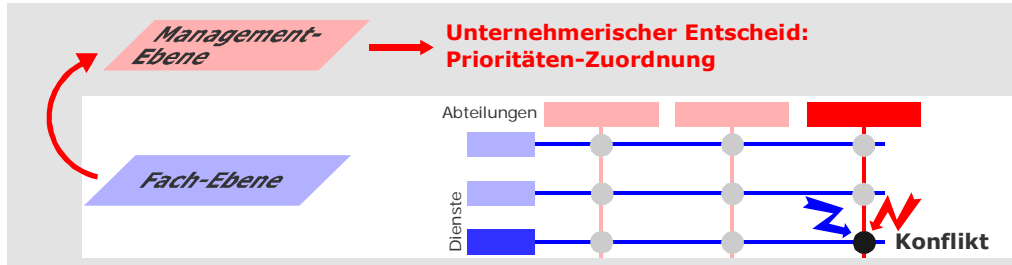 Management-
Ebene
Unternehmerischer Entscheid:
Prioritäten-Zuordnung
Abteilungen
Fach-Ebene
Dienste
Konflikt